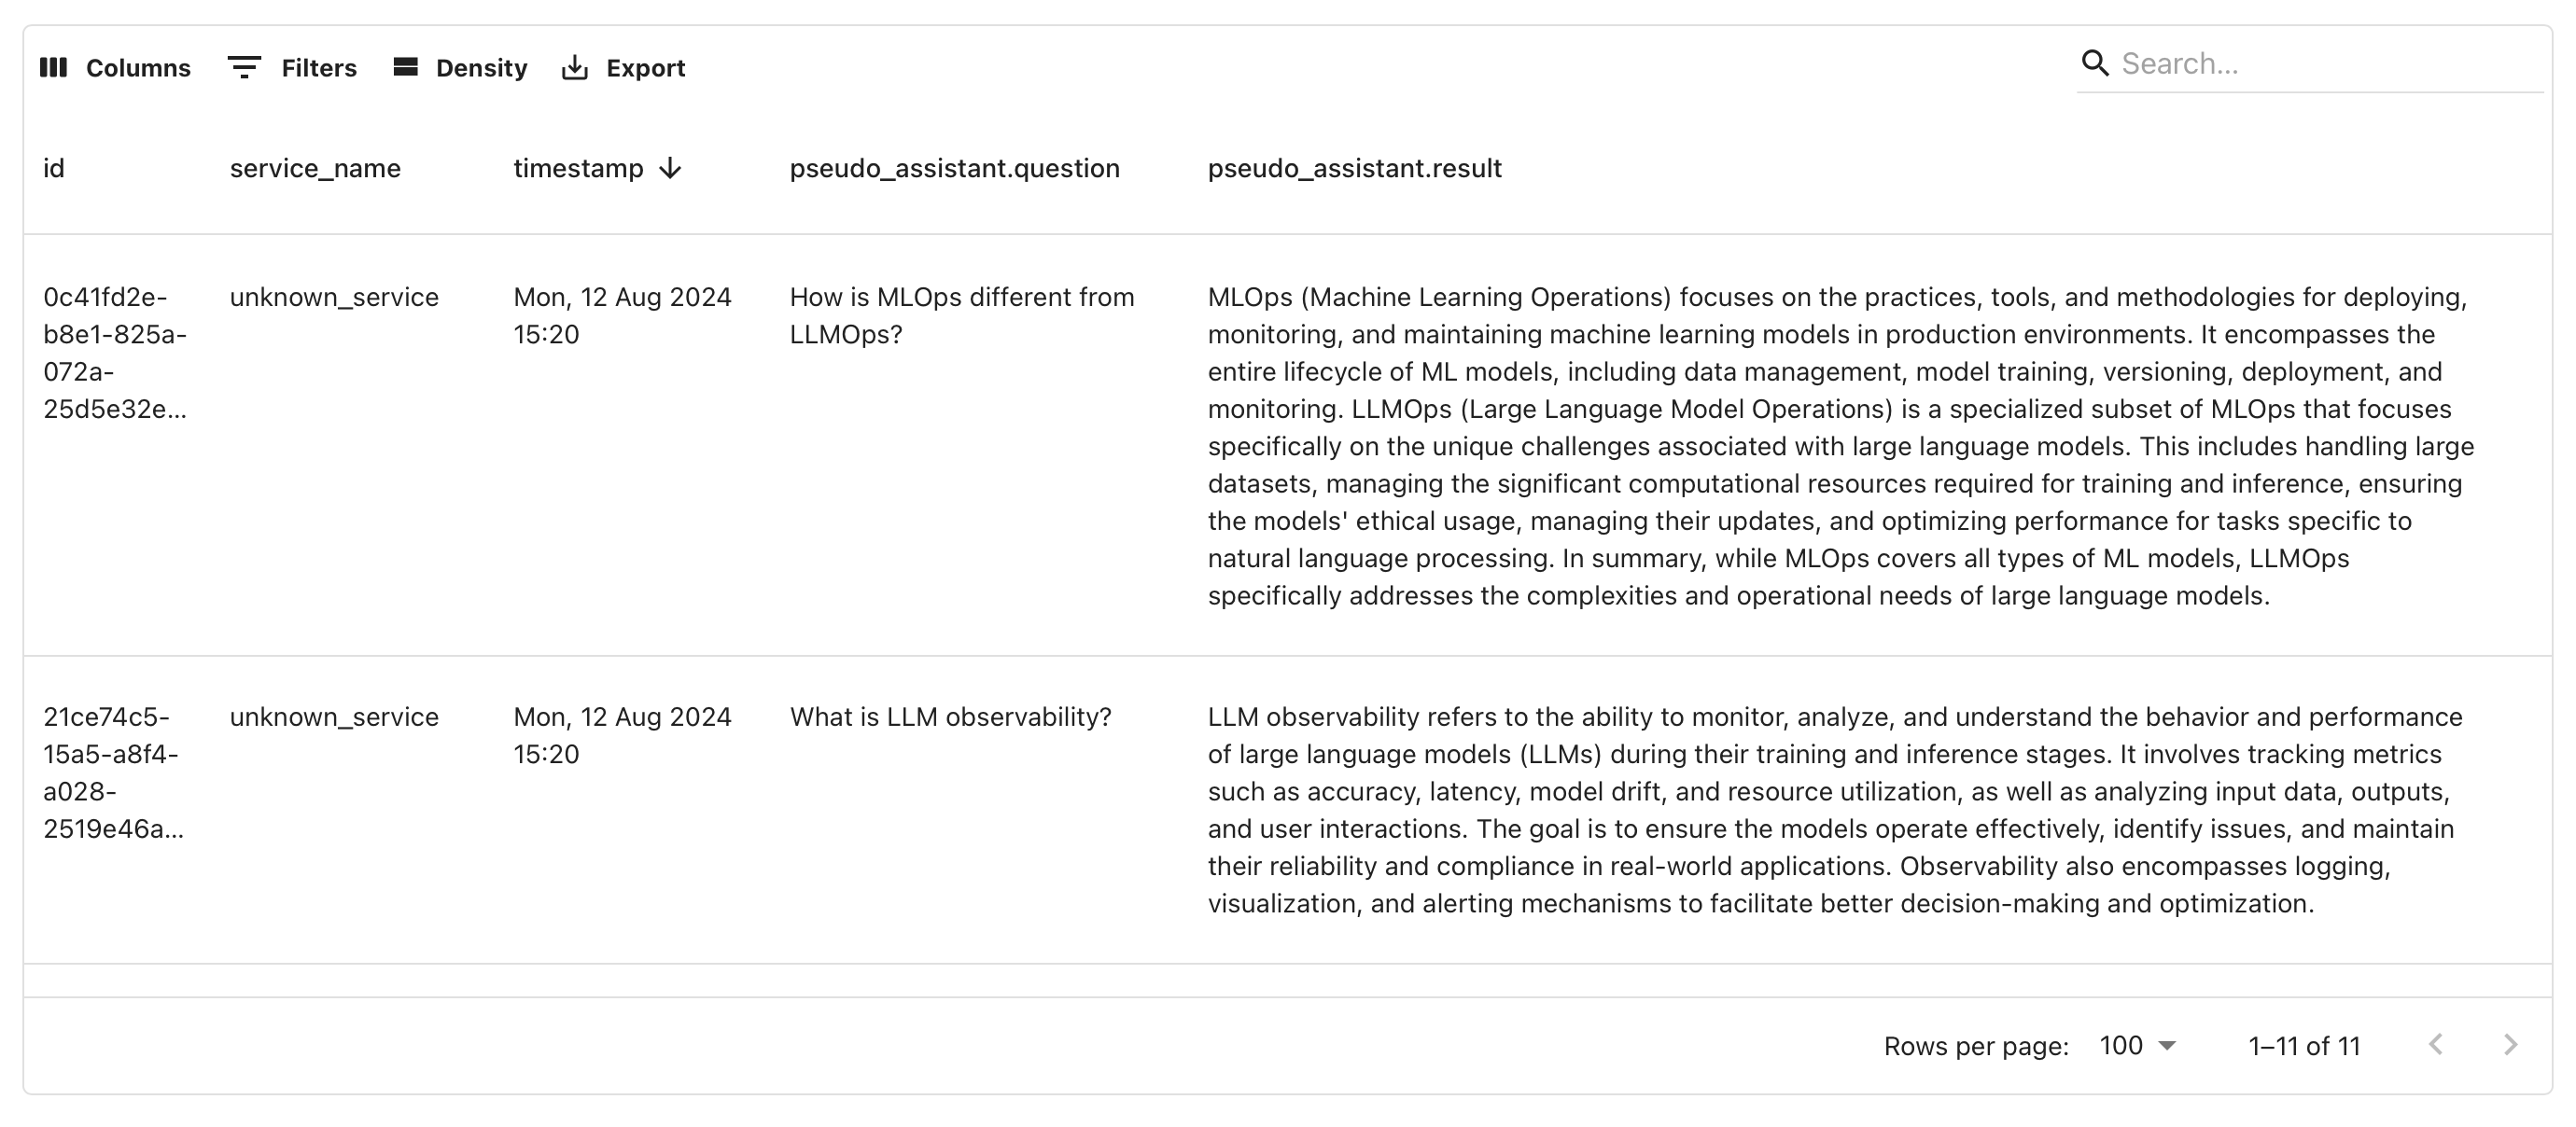 Columns Filters Density Export Search...
id service_name timestamp pseudo_assistant.question pseudo_assistant.result
0c41fd2e-
b8e1-825a-
072a-
25d5e32e...
unknown_service
Mon, 12 Aug 2024
15:20
How is MLOps different from
LLMOps?
MLOps (Machine Learning Operations) focuses on the practices, tools, and methodologies for deploying,
monitoring, and maintaining machine learning models in production environments. It encompasses the
entire lifecycle of ML models, including data management, model training, versioning, deployment, and
monitoring. LLMOps (Large Language Model Operations) is a specialized subset of MLOps that focuses
specifically on the unique challenges associated with large language models. This includes handling large
datasets, managing the significant computational resources required for training and inference, ensuring
the models' ethical usage, managing their updates, and optimizing performance for tasks specific to
natural language processing. In summary, while MLOps covers all types of ML models, LLMOps
specifically addresses the complexities and operational needs of large language models.
21ce74c5-
15a5-a8f4-
a028-
2519e46a...
unknown_service
Mon, 12 Aug 2024
15:20
What is LLM observability?
LLM observability refers to the ability to monitor, analyze, and understand the behavior and performance
of large language models (LLMs) during their training and inference stages. It involves tracking metrics
such as accuracy, latency, model drift, and resource utilization, as well as analyzing input data, outputs,
and user interactions. The goal is to ensure the models operate effectively, identify issues, and maintain
their reliability and compliance in real-world applications. Observability also encompasses logging,
visualization, and alerting mechanisms to facilitate better decision-making and optimization.
Rows per page: 100 1–11 of 11